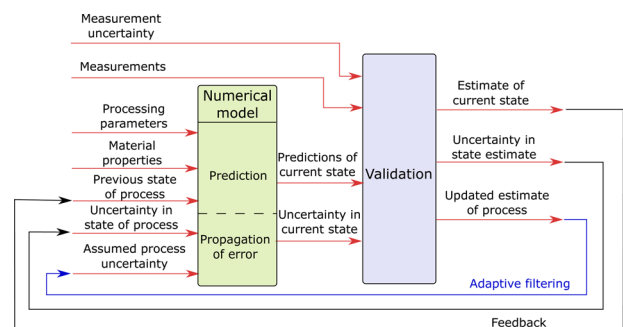 Measurement
uncertainty
Measurements
Processing
parameters
Material
properties
Previous state
of process
Uncertainty in
state of process
Assumed process
uncertainty
Numerical
model
Prediction
Propagation
of error
Predictions of
current state
Uncertainty in
current state
Validation
Estimate of
current state
Uncertainty in
state estimate
Updated estimate
of process
Adaptive filtering
Feedback